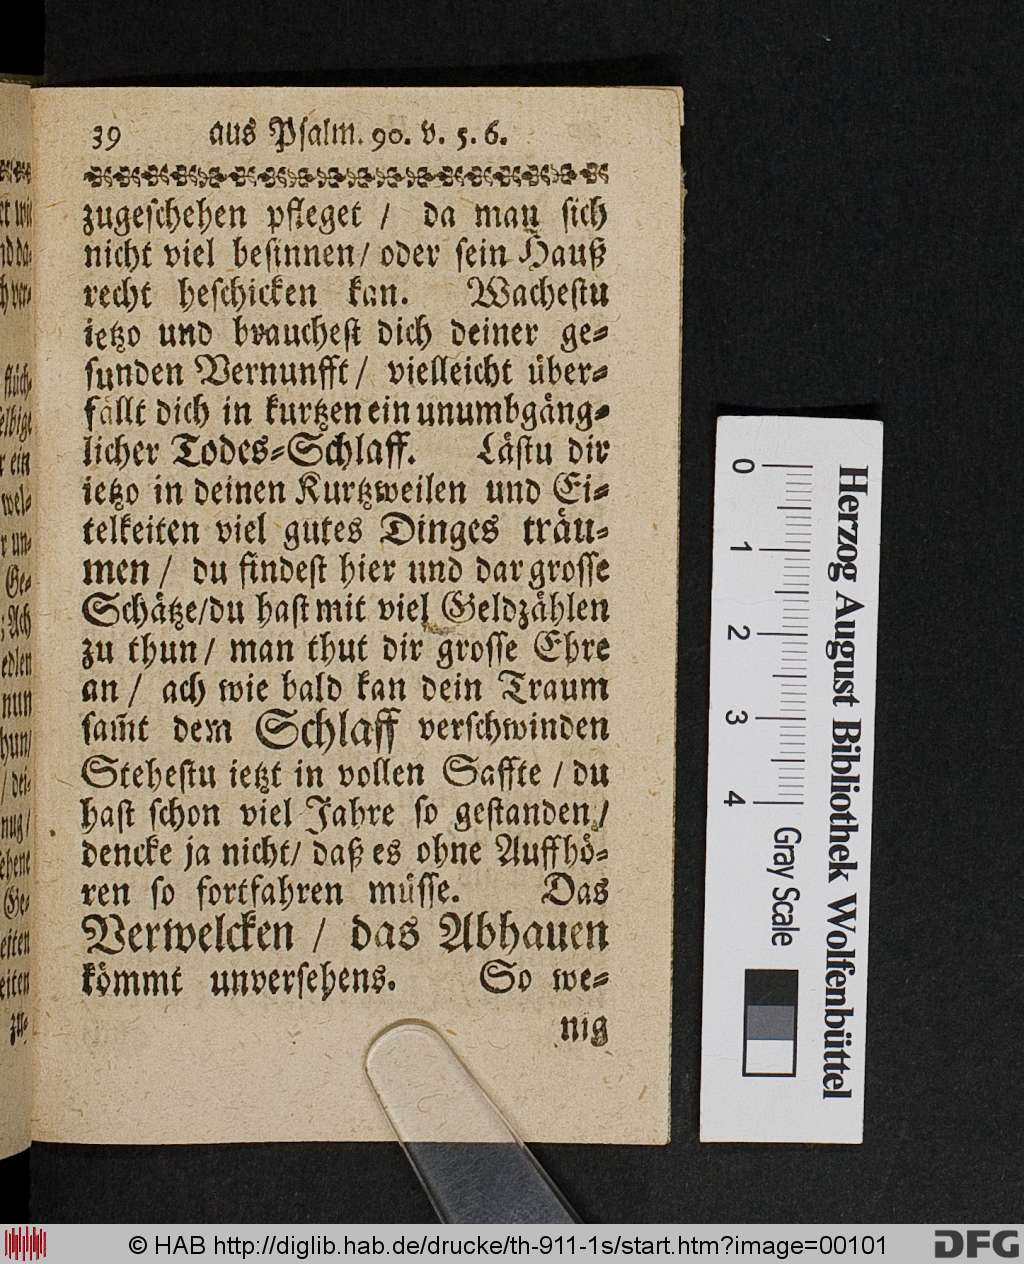 39 aus Psalm. 90. v. 5. 6.
zugeschehen pfleget / da man sich
nicht viel besinnen/ oder sein Hauß
recht beschicken kan. Wachestu
ietzo und brauchest dich deiner ge-
sunden Vernunfft / vielleicht über-
fällt dich in kurtzen ein unumbgäng-
licher Todes-Schlaff. Lästu dir
ietzo in deinen Kurtzweilen und Ei-
telkeiten viel gutes Dinges träu-
men / du findest hier und dar grosse
Schätze/du hast mit viel Geldzählen
zu thun / man thut dir grosse Ehre
an / ach wie bald kan dein Traum
sam̃t dem Schlaff verschwinden
Stehestu ietzt in vollen Saffte / du
hast schon viel Jahre so gestanden /
dencke ja nicht/ daß es ohne Auffhö-
ren so fortfahren müsse. Das
Verwelcken / das Abhauen
kömmt unversehens. So we-
nig
0 1 2 3 4
Gray Scale
Herzog August Bibliothek Wolfenbüttel
© HAB http://diglib.hab.de/drucke/th-911-1s/start.htm?image=00101
DFG